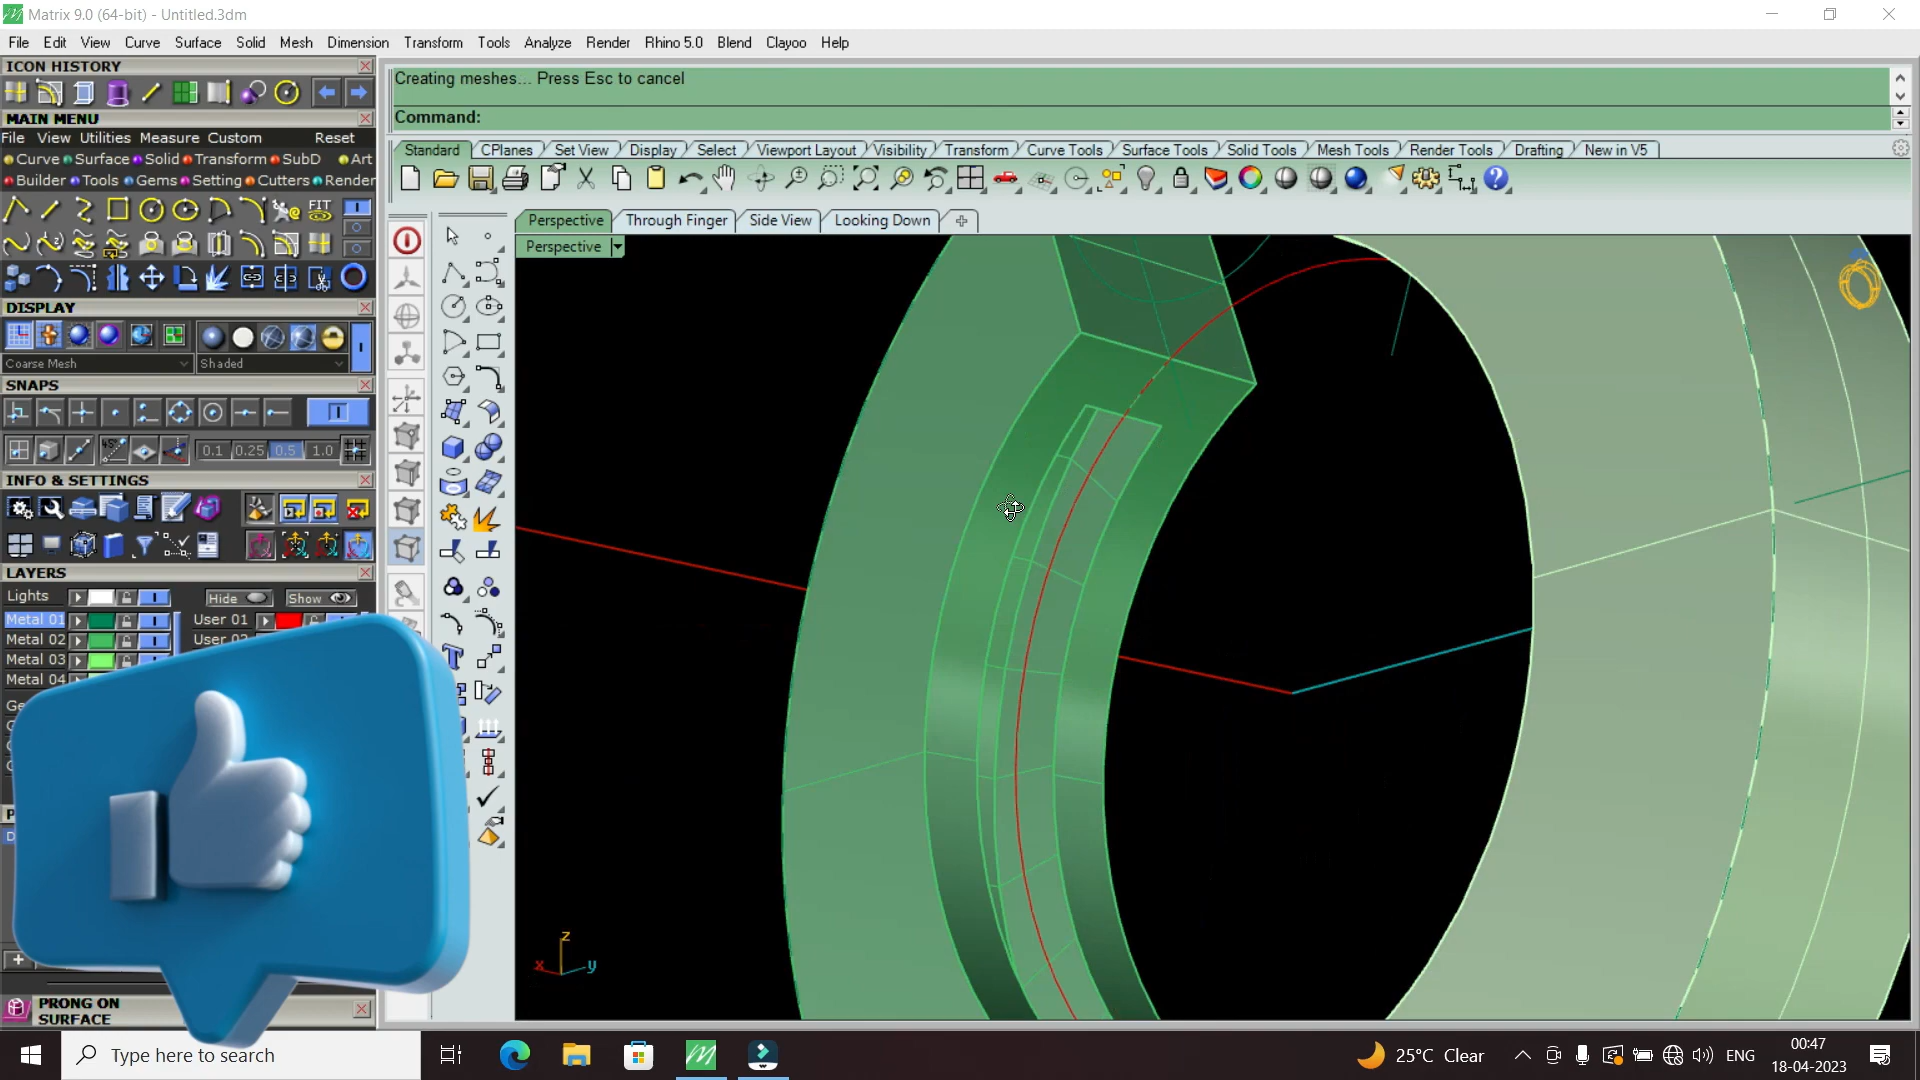 Matrix 9.0 (64-bit) - Untitled.3dm
File Edit View Curve Surface Solid Mesh Dimension Transform Tools Analyze Render Rhino 5.0 Blend Clayoo Help
ICON HISTORY
MAIN MENU
File View Utilities Measure Custom Reset
Curve Surface Solid Transform SubD Art
Builder Tools Gems Setting Cutters Render
FIT
DISPLAY
Coarse Mesh Shaded
SNAPS
0.1 0.25 0.5 1.0
INFO & SETTINGS
LAYERS
Lights Hide Show
Metal 01 User 01
Metal 02
Metal 03
Metal 04
PRONG ON
SURFACE
Creating meshes... Press Esc to cancel
Command:
Standard CPlanes Set View Display Select Viewport Layout Visibility Transform Curve Tools Surface Tools Solid Tools Mesh Tools Render Tools Drafting New in V5
Perspective Through Finger Side View Looking Down
Perspective
z
x y
Type here to search
25°C Clear
ENG
00:47
18-04-2023